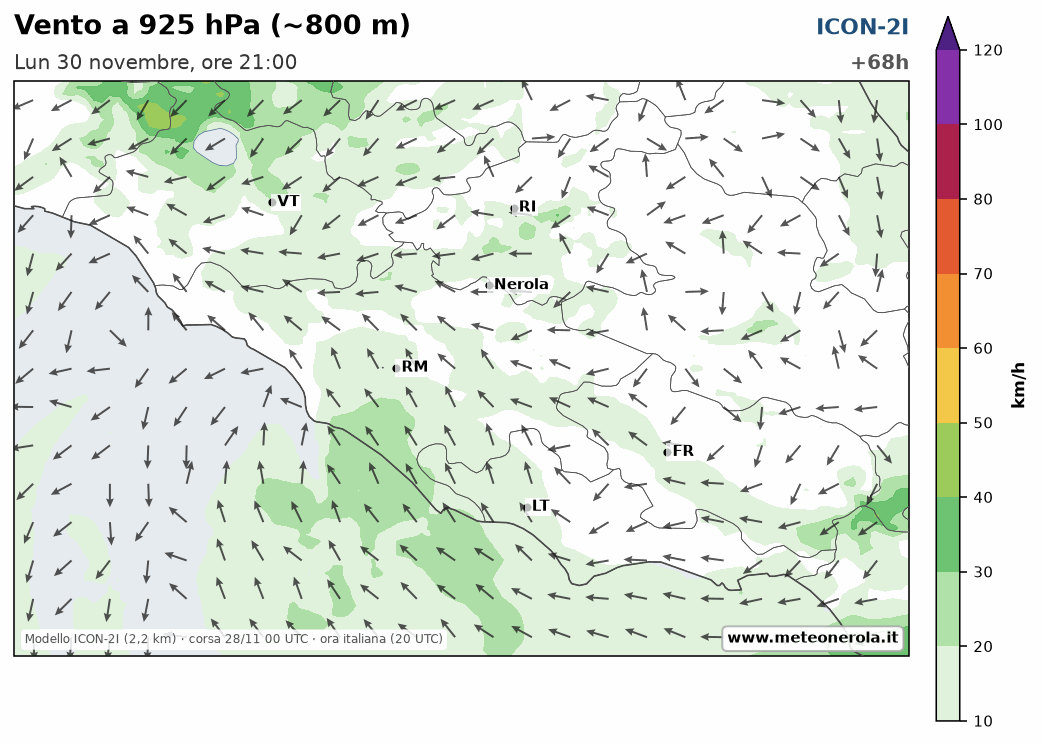 Vento a 925 hPa (~800 m)
ICON-2I
Lun 30 novembre, ore 21:00
+68h
120
100
80
70
60
50
40
30
20
10
km/h
VT
RI
Nerola
RM
FR
LT
Modello ICON-2I (2,2 km) · corsa 28/11 00 UTC · ora italiana (20 UTC)
www.meteonerola.it